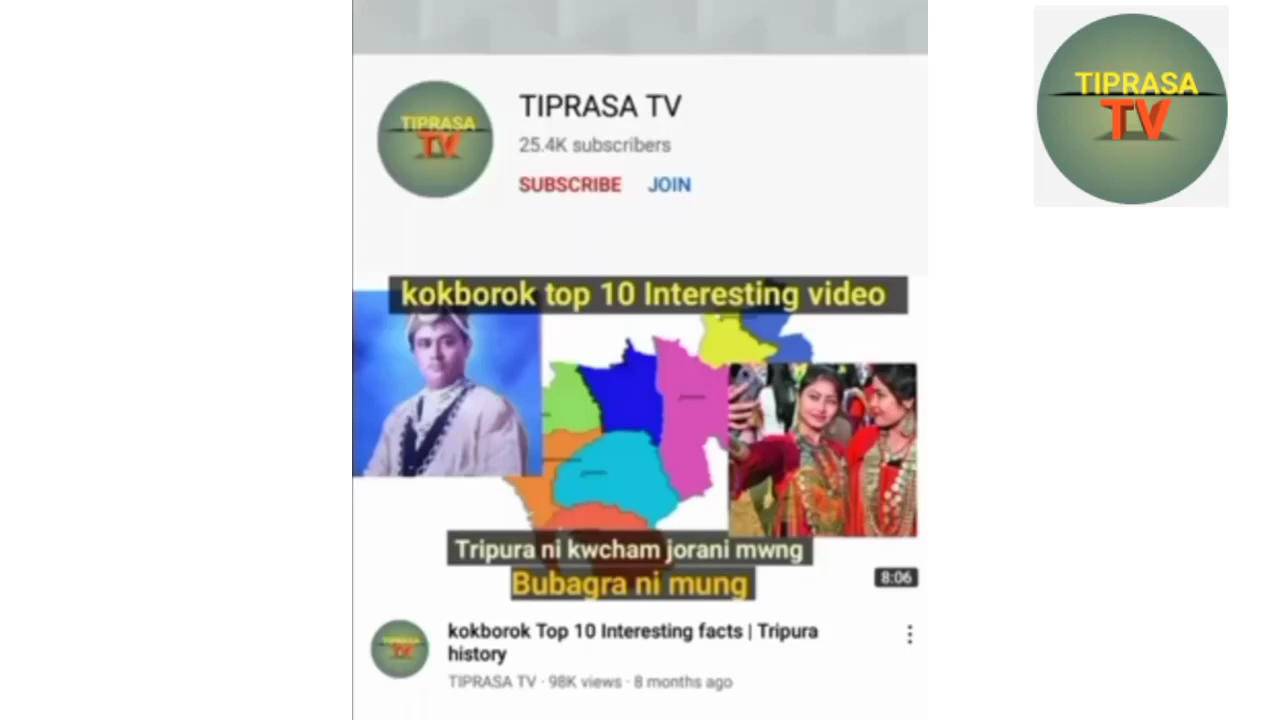 TIPRASA
TV
TIPRASA
TV
TIPRASA TV
25.4K subscribers
SUBSCRIBE JOIN
kokborok top 10 Interesting video
Tripura ni kwcham jorani mwng
Bubagra ni mung
8:06
TIPRASA
TV
kokborok Top 10 Interesting facts | Tripura
history
TIPRASA TV · 98K views · 8 months ago